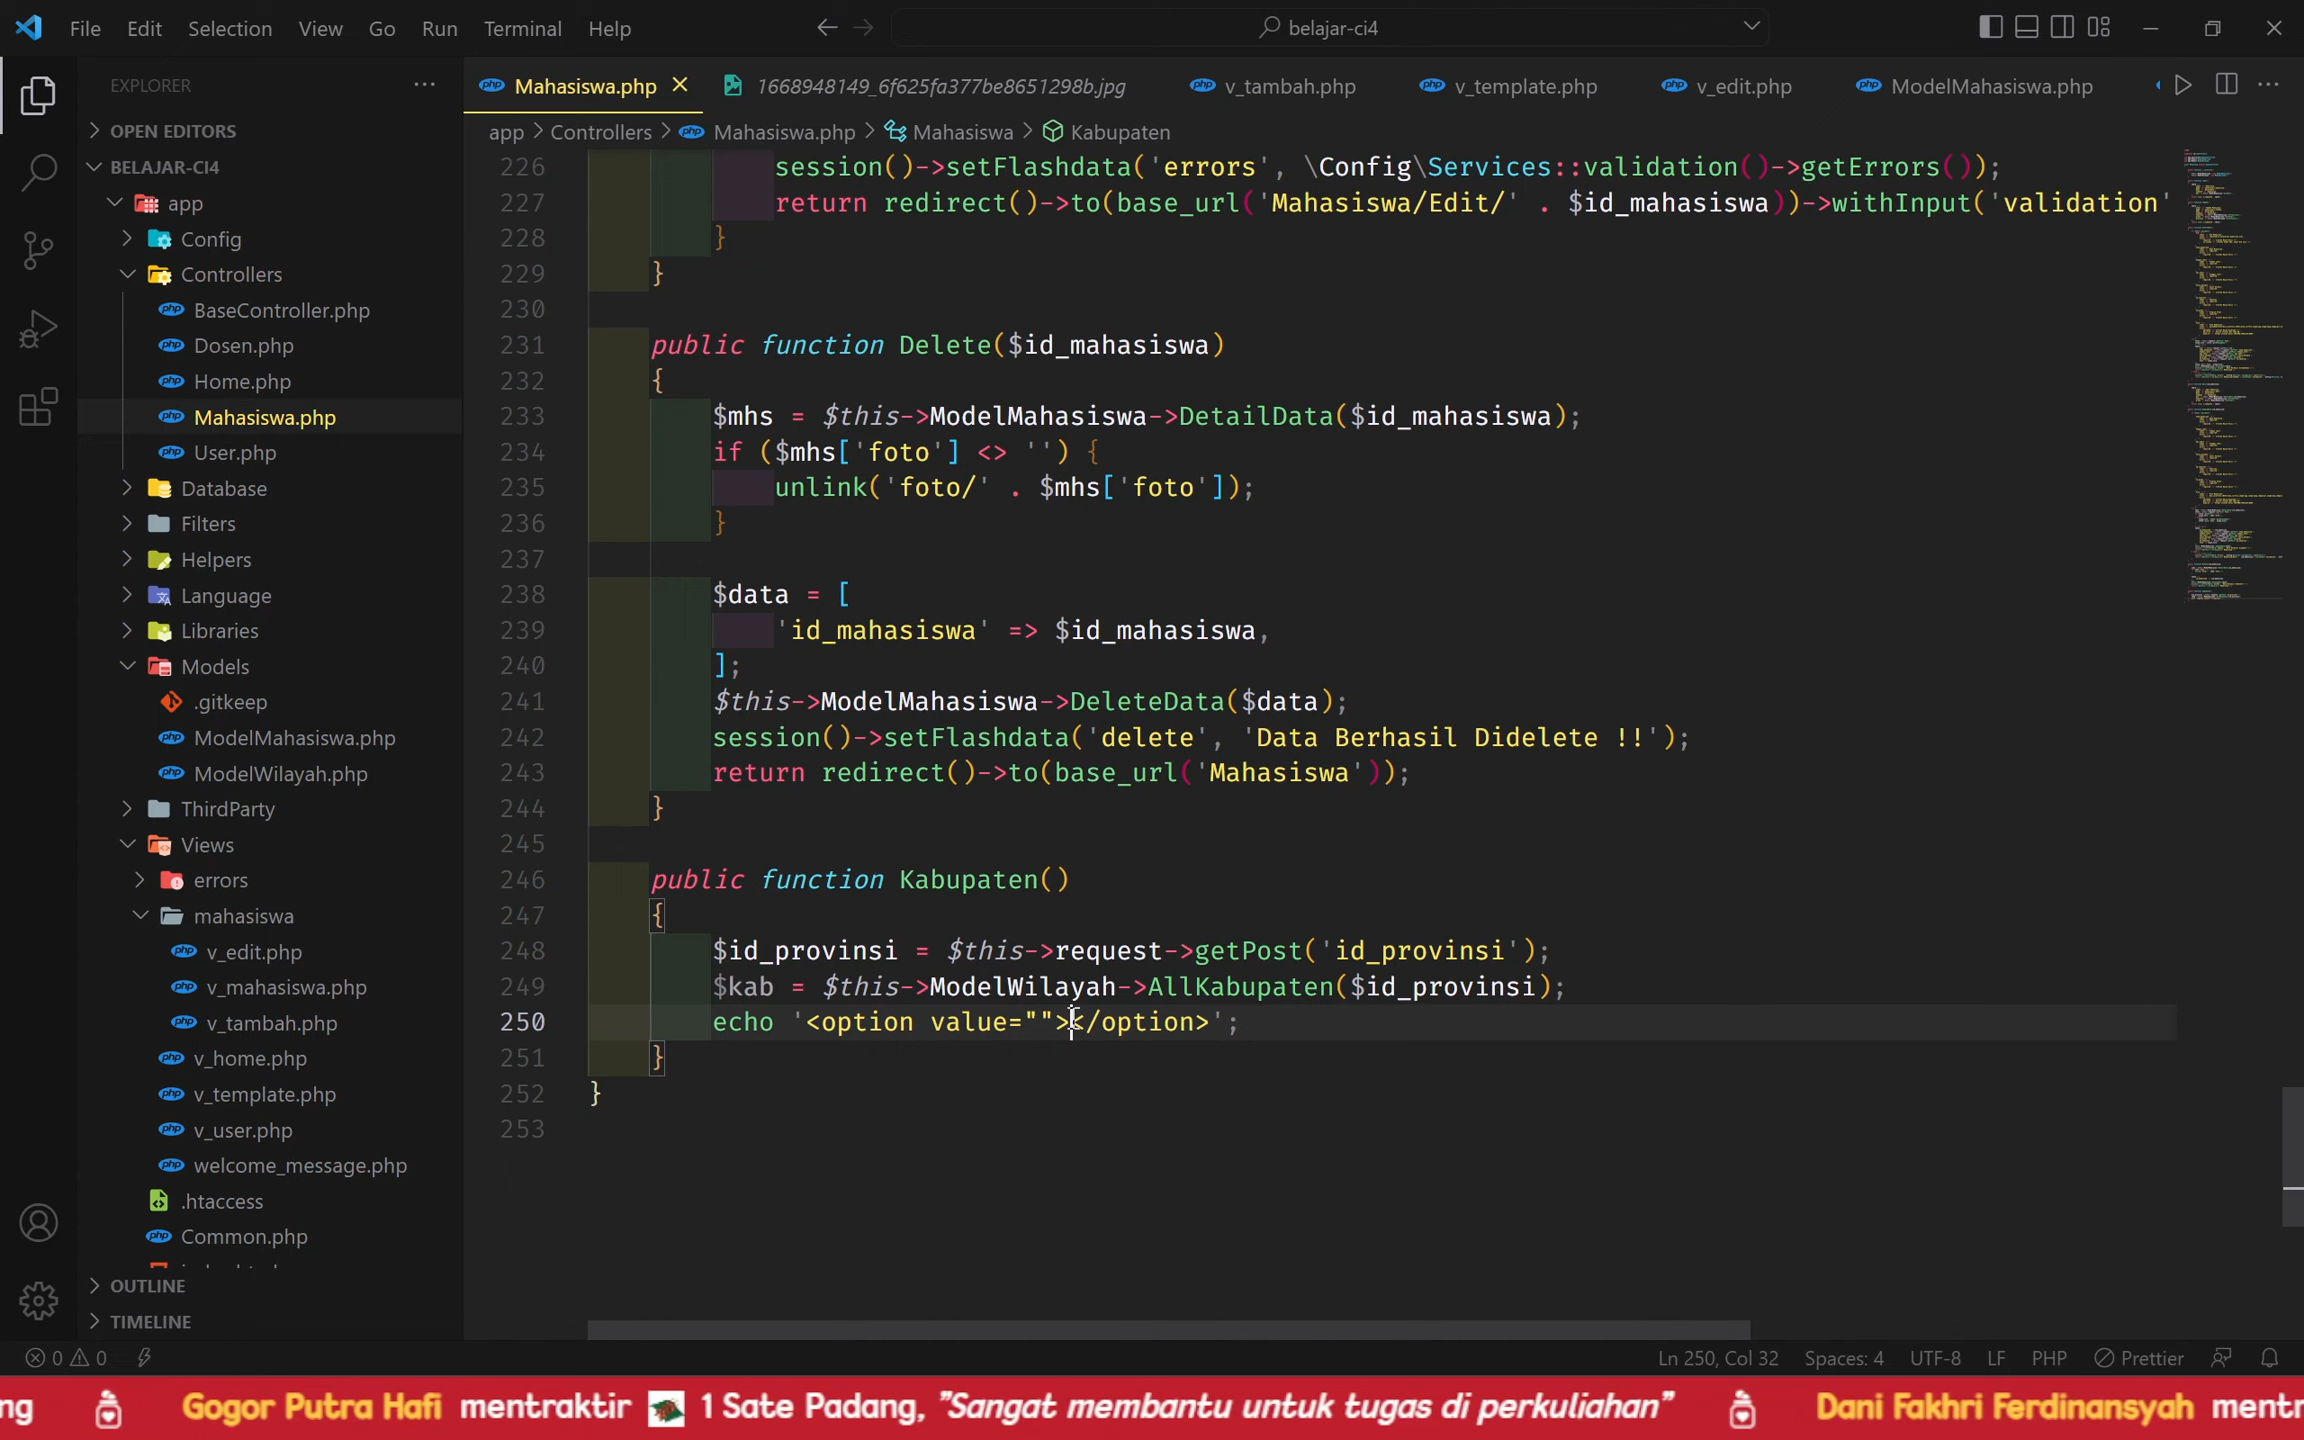 File Edit Selection View Go Run Terminal Help
belajar-ci4
EXPLORER
OPEN EDITORS
BELAJAR-CI4
app
Config
Controllers
BaseController.php
Dosen.php
Home.php
Mahasiswa.php
User.php
Database
Filters
Helpers
Language
Libraries
Models
.gitkeep
ModelMahasiswa.php
ModelWilayah.php
ThirdParty
Views
errors
mahasiswa
v_edit.php
v_mahasiswa.php
v_tambah.php
v_home.php
v_template.php
v_user.php
welcome_message.php
.htaccess
Common.php
OUTLINE
TIMELINE
Mahasiswa.php 1668948149_6f625fa377be8651298b.jpg v_tambah.php v_template.php v_edit.php ModelMahasiswa.php
app > Controllers > Mahasiswa.php > Mahasiswa > Kabupaten
226 session()->setFlashdata('errors', \Config\Services::validation()->getErrors());
227 return redirect()->to(base_url('Mahasiswa/Edit/' . $id_mahasiswa))->withInput('validation'
228 }
229 }
230
231 public function Delete($id_mahasiswa)
232 {
233 $mhs = $this->ModelMahasiswa->DetailData($id_mahasiswa);
234 if ($mhs['foto'] <> '') {
235 unlink('foto/' . $mhs['foto']);
236 }
237
238 $data = [
239 'id_mahasiswa' => $id_mahasiswa,
240 ];
241 $this->ModelMahasiswa->DeleteData($data);
242 session()->setFlashdata('delete', 'Data Berhasil Didelete !!');
243 return redirect()->to(base_url('Mahasiswa'));
244 }
245
246 public function Kabupaten()
247 {
248 $id_provinsi = $this->request->getPost('id_provinsi');
249 $kab = $this->ModelWilayah->AllKabupaten($id_provinsi);
250 echo '<option value=""></option>';
251 }
252 }
253
0 0 Ln 250, Col 32 Spaces: 4 UTF-8 LF PHP Prettier
ng Gogor Putra Hafi mentraktir 1 Sate Padang, "Sangat membantu untuk tugas di perkuliahan" Dani Fakhri Ferdinansyah mentr